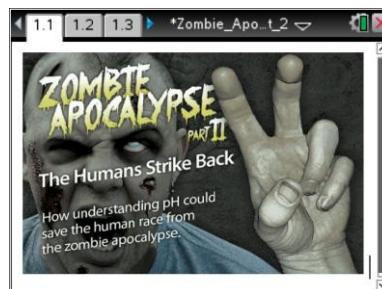 1.1 1.2 1.3 *Zombie_Apo...t_2
ZOMBIE
APOCALYPSE
PART II
The Humans Strike Back
How understanding pH could
save the human race from
the zombie apocalypse.